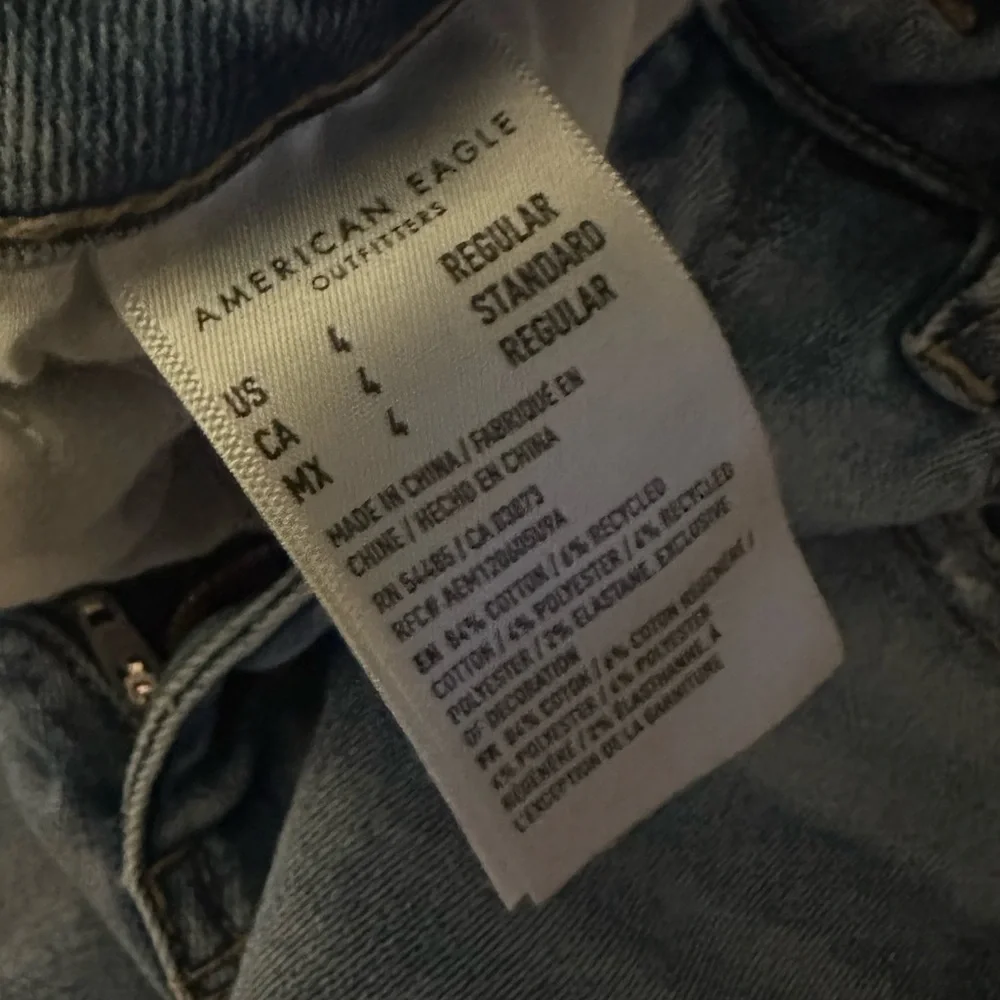 AMERICAN EAGLE
OUTFITTERS
US 4 REGULAR
CA 4 STANDARD
MX 4 REGULAR
MADE IN CHINA / FABRIQUÉ EN
CHINE / HECHO EN CHINA
RN 54485 / CA 03073
RFC# AEM120605U9A
EN 84% COTTON / 6% RECYCLED
COTTON / 4% POLYESTER / 4% RECYCLED
POLYESTER / 2% ELASTANE EXCLUSIVE
OF DECORATION
FR 84% COTON / 6% COTON RÉGÉNÉRÉ /
4% POLYESTER / 4% POLYESTER
RÉGÉNÉRÉ / 2% ÉLASTHANNE, À
L'EXCEPTION DE LA GARNITURE